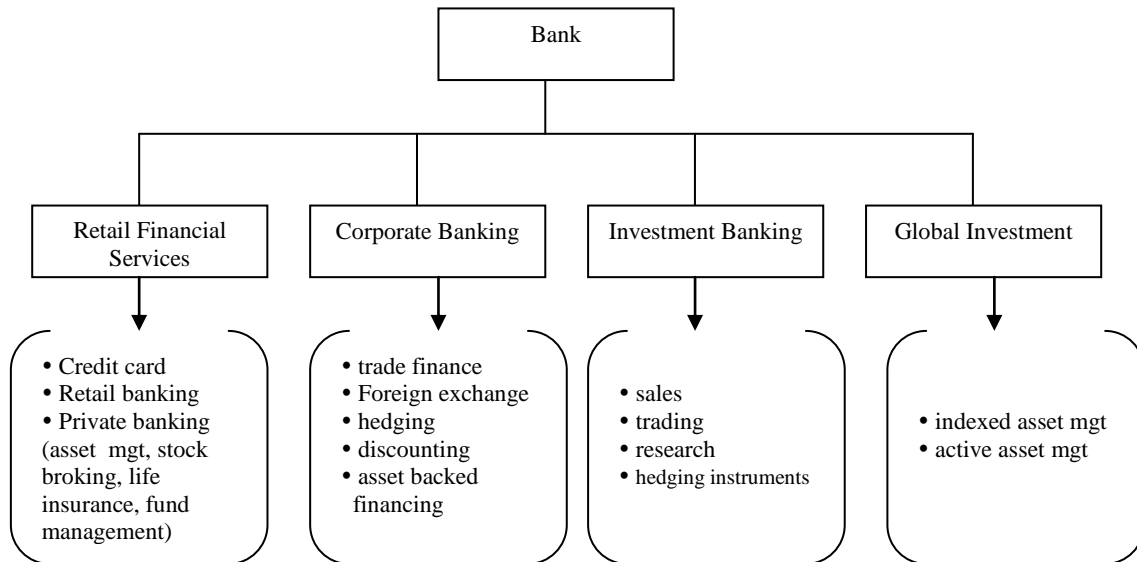 Bank
Retail Financial
Services
Corporate Banking
Investment Banking
Global Investment
• Credit card
• Retail banking
• Private banking
(asset mgt, stock
broking, life
insurance, fund
management)
• trade finance
• Foreign exchange
• hedging
• discounting
• asset backed
financing
• sales
• trading
• research
• hedging instruments
• indexed asset mgt
• active asset mgt